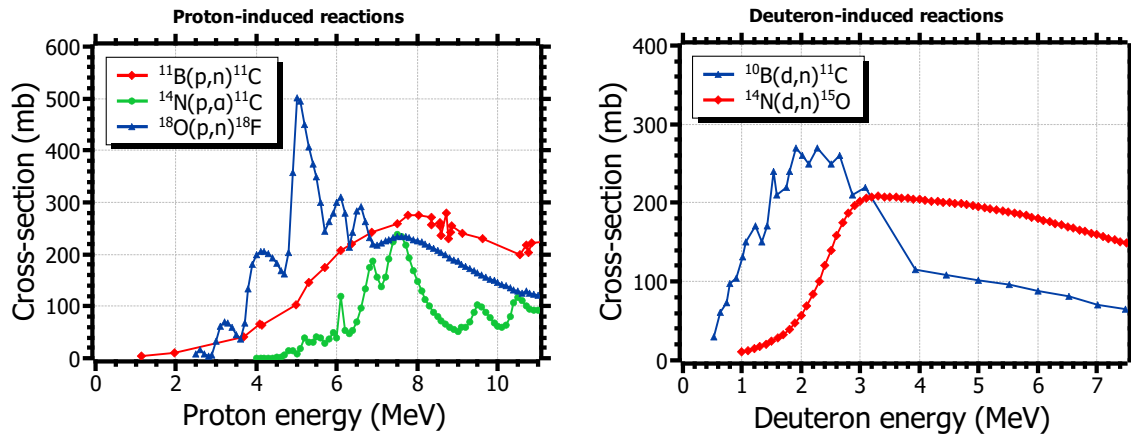 Proton-induced reactions
600
500
400
300
200
100
0
0 2 4 6 8 10
Cross-section (mb)
Proton energy (MeV)
¹¹B(p,n)¹¹C
¹⁴N(p,α)¹¹C
¹⁸O(p,n)¹⁸F
Deuteron-induced reactions
400
300
200
100
0
0 1 2 3 4 5 6 7
Cross-section (mb)
Deuteron energy (MeV)
¹⁰B(d,n)¹¹C
¹⁴N(d,n)¹⁵O